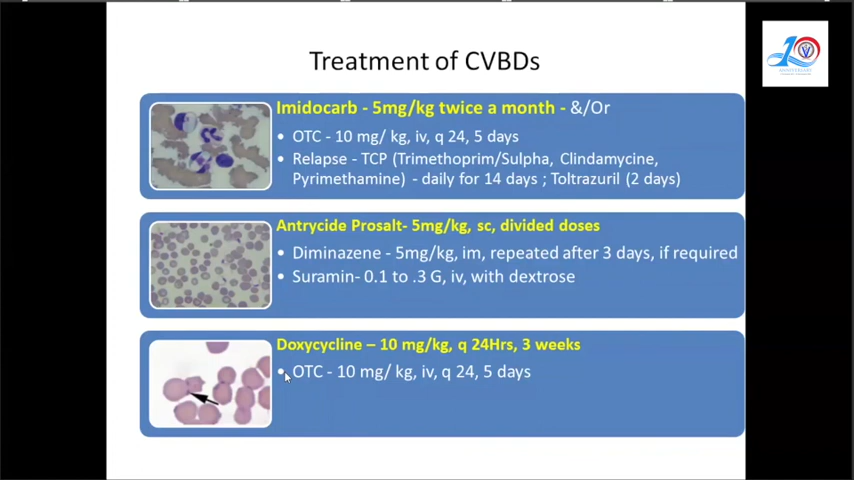 Treatment of CVBDs
Imidocarb - 5mg/kg twice a month - &/Or
• OTC - 10 mg/ kg, iv, q 24, 5 days
• Relapse - TCP (Trimethoprim/Sulpha, Clindamycine,
Pyrimethamine) - daily for 14 days ; Toltrazuril (2 days)
Antrycide Prosalt- 5mg/kg, sc, divided doses
• Diminazene - 5mg/kg, im, repeated after 3 days, if required
• Suramin- 0.1 to .3 G, iv, with dextrose
Doxycycline – 10 mg/kg, q 24Hrs, 3 weeks
• OTC - 10 mg/ kg, iv, q 24, 5 days